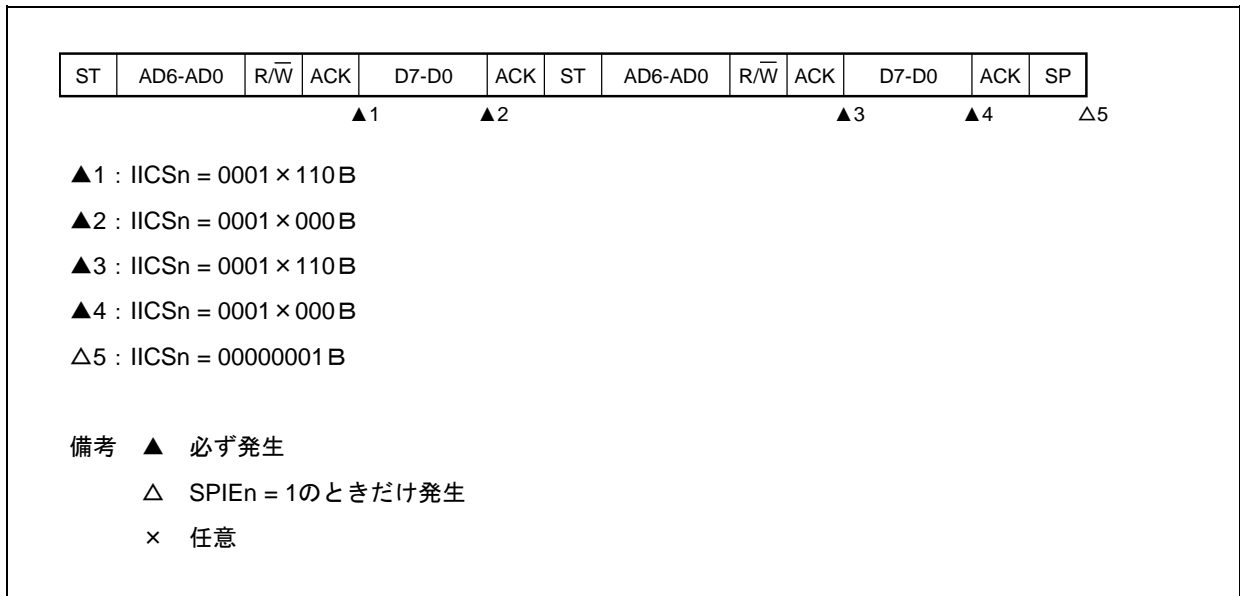 ST AD6-AD0 R/W̅ ACK D7-D0 ACK ST AD6-AD0 R/W̅ ACK D7-D0 ACK SP
▲1 ▲2 ▲3 ▲4 △5
▲1：IICSn = 0001×110B
▲2：IICSn = 0001×000B
▲3：IICSn = 0001×110B
▲4：IICSn = 0001×000B
△5：IICSn = 00000001B
備考 ▲ 必ず発生
△ SPIEn = 1のときだけ発生
× 任意